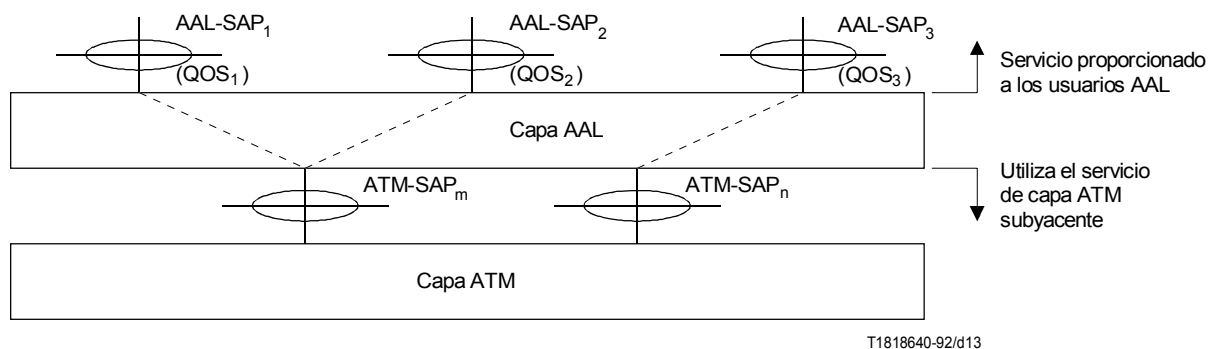 AAL-SAP1
AAL-SAP2
AAL-SAP3
(QOS1)
(QOS2)
(QOS3)
Servicio proporcionado
a los usuarios AAL
Capa AAL
ATM-SAPm
ATM-SAPn
Utiliza el servicio
de capa ATM
subyacente
Capa ATM
T1818640-92/d13